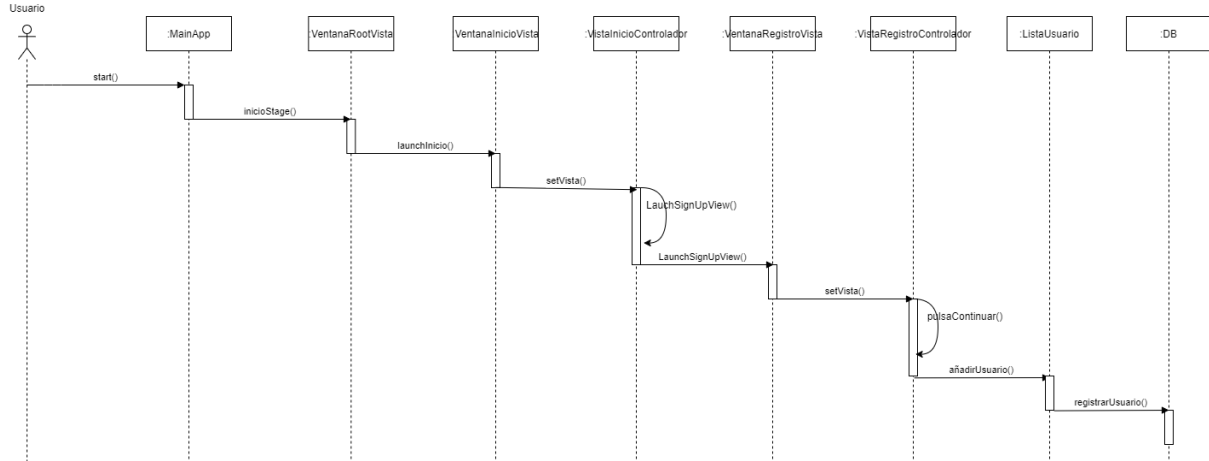 Usuario
:MainApp
:VentanaRootVista
VentanaInicioVista
:VistaInicioControlador
:VentanaRegistroVista
:VistaRegistroControlador
:ListaUsuario
:DB
start()
inicioStage()
launchInicio()
setVista()
LauchSignUpView()
LaunchSignUpView()
setVista()
pulsaContinuar()
añadirUsuario()
registrarUsuario()